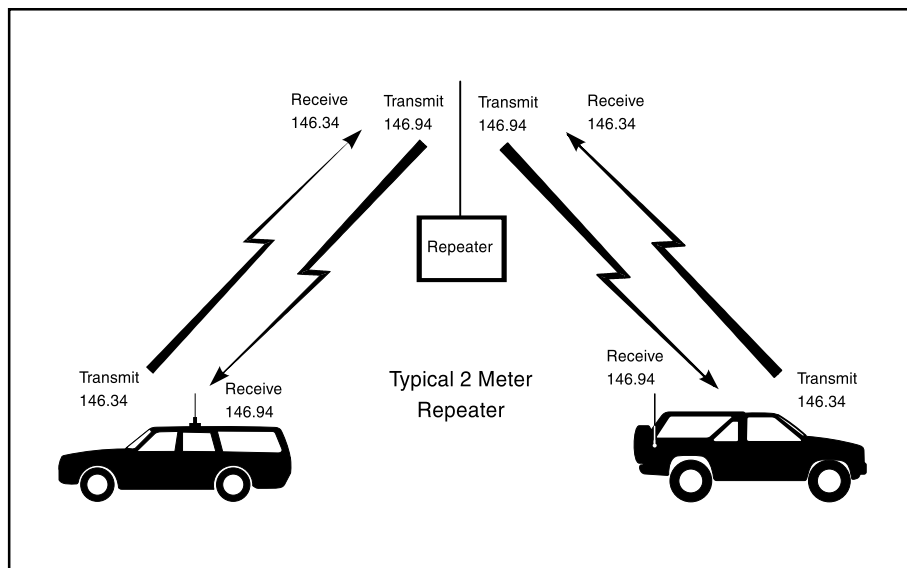 Receive
146.34
Transmit
146.94
Transmit
146.94
Receive
146.34
Repeater
Transmit
146.34
Receive
146.94
Typical 2 Meter
Repeater
Receive
146.94
Transmit
146.34